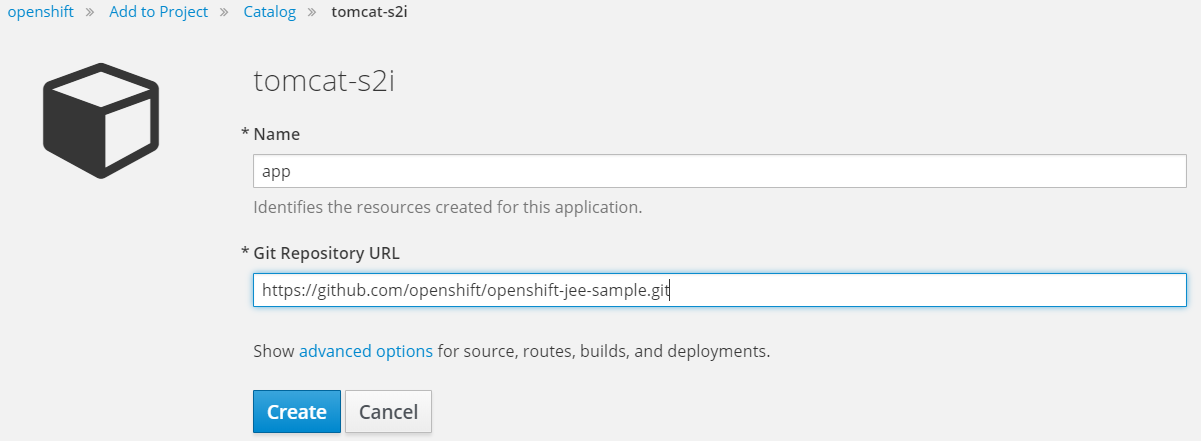 openshift » Add to Project » Catalog » tomcat-s2i
tomcat-s2i
* Name
app
Identifies the resources created for this application.
* Git Repository URL
https://github.com/openshift/openshift-jee-sample.git
Show advanced options for source, routes, builds, and deployments.
Create Cancel